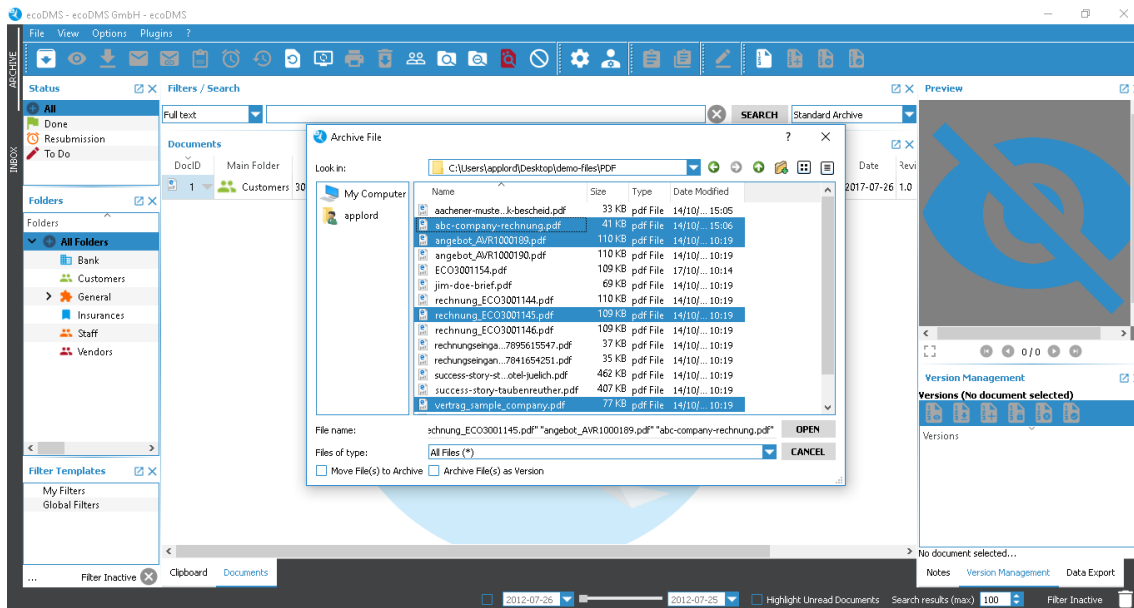 ecoDMS - ecoDMS GmbH - ecoDMS
File View Options Plugins ?
ARCHIVE
INBOX
Status
All
Done
Resubmission
To Do
Folders
Folders
All Folders
Bank
Customers
General
Insurances
Staff
Vendors
Filter Templates
My Filters
Global Filters
... Filter Inactive
Filters / Search
Full text SEARCH Standard Archive
Documents
DocID Main Folder Date Revi
1 Customers 30 2017-07-26 1.0
Archive File ?
Look in: C:\Users\applord\Desktop\demo-files\PDF
My Computer
applord
Name Size Type Date Modified
aachener-muste...k-bescheid.pdf 33 KB pdf File 14/10/... 15:05
abc-company-rechnung.pdf 41 KB pdf File 14/10/... 15:06
angebot_AVR1000189.pdf 110 KB pdf File 14/10/... 10:19
angebot_AVR1000190.pdf 110 KB pdf File 14/10/... 10:19
ECO3001154.pdf 109 KB pdf File 17/10/... 10:14
jim-doe-brief.pdf 69 KB pdf File 14/10/... 10:19
rechnung_ECO3001144.pdf 110 KB pdf File 14/10/... 10:19
rechnung_ECO3001145.pdf 109 KB pdf File 14/10/... 10:19
rechnung_ECO3001146.pdf 109 KB pdf File 14/10/... 10:19
rechnungseinga...7895615547.pdf 37 KB pdf File 14/10/... 10:19
rechungseingan...7841654251.pdf 35 KB pdf File 14/10/... 10:19
success-story-st...otel-juelich.pdf 462 KB pdf File 14/10/... 10:19
success-story-taubenreuther.pdf 407 KB pdf File 14/10/... 10:19
vertrag_sample_company.pdf 77 KB pdf File 14/10/... 10:19
File name: echnung_ECO3001145.pdf" "angebot_AVR1000189.pdf" "abc-company-rechnung.pdf" OPEN
Files of type: All Files (*) CANCEL
Move File(s) to Archive Archive File(s) as Version
Clipboard Documents
Preview
0/0
Version Management
Versions (No document selected)
Versions
No document selected...
Notes Version Management Data Export
2012-07-26 2012-07-25 Highlight Unread Documents Search results (max) 100 Filter Inactive